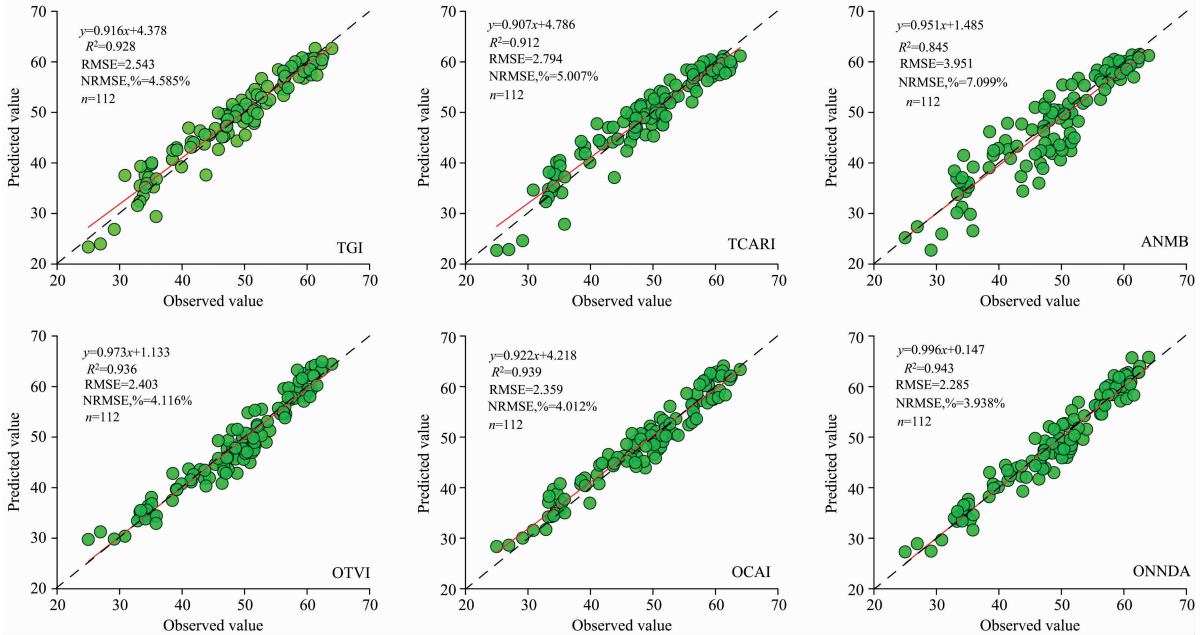 y=0.916x+4.378
R²=0.928
RMSE=2.543
NRMSE,%=4.585%
n=112
TGI
70
60
50
40
30
20
20 30 40 50 60 70
Predicted value
Observed value
y=0.907x+4.786
R²=0.912
RMSE=2.794
NRMSE,%=5.007%
n=112
TCARI
70
60
50
40
30
20
20 30 40 50 60 70
Predicted value
Observed value
y=0.951x+1.485
R²=0.845
RMSE=3.951
NRMSE,%=7.099%
n=112
ANMB
70
60
50
40
30
20
20 30 40 50 60 70
Predicted value
Observed value
y=0.973x+1.133
R²=0.936
RMSE=2.403
NRMSE,%=4.116%
n=112
OTVI
70
60
50
40
30
20
20 30 40 50 60 70
Predicted value
Observed value
y=0.922x+4.218
R²=0.939
RMSE=2.359
NRMSE,%=4.012%
n=112
OCAI
70
60
50
40
30
20
20 30 40 50 60 70
Predicted value
Observed value
y=0.996x+0.147
R²=0.943
RMSE=2.285
NRMSE,%=3.938%
n=112
ONNDA
70
60
50
40
30
20
20 30 40 50 60 70
Predicted value
Observed value